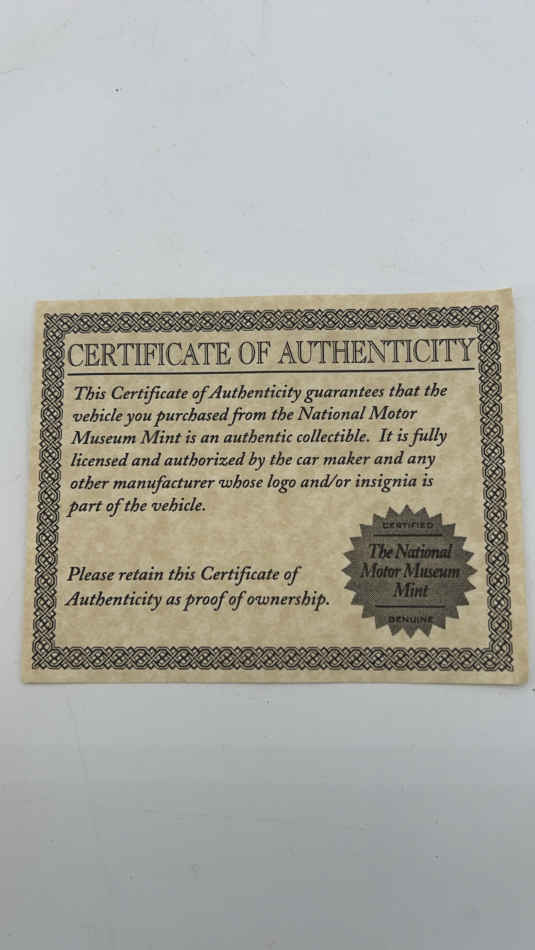 CERTIFICATE OF AUTHENTICITY
This Certificate of Authenticity guarantees that the
vehicle you purchased from the National Motor
Museum Mint is an authentic collectible. It is fully
licensed and authorized by the car maker and any
other manufacturer whose logo and/or insignia is
part of the vehicle.
Please retain this Certificate of
Authenticity as proof of ownership.
CERTIFIED
The National
Motor Museum
Mint
GENUINE